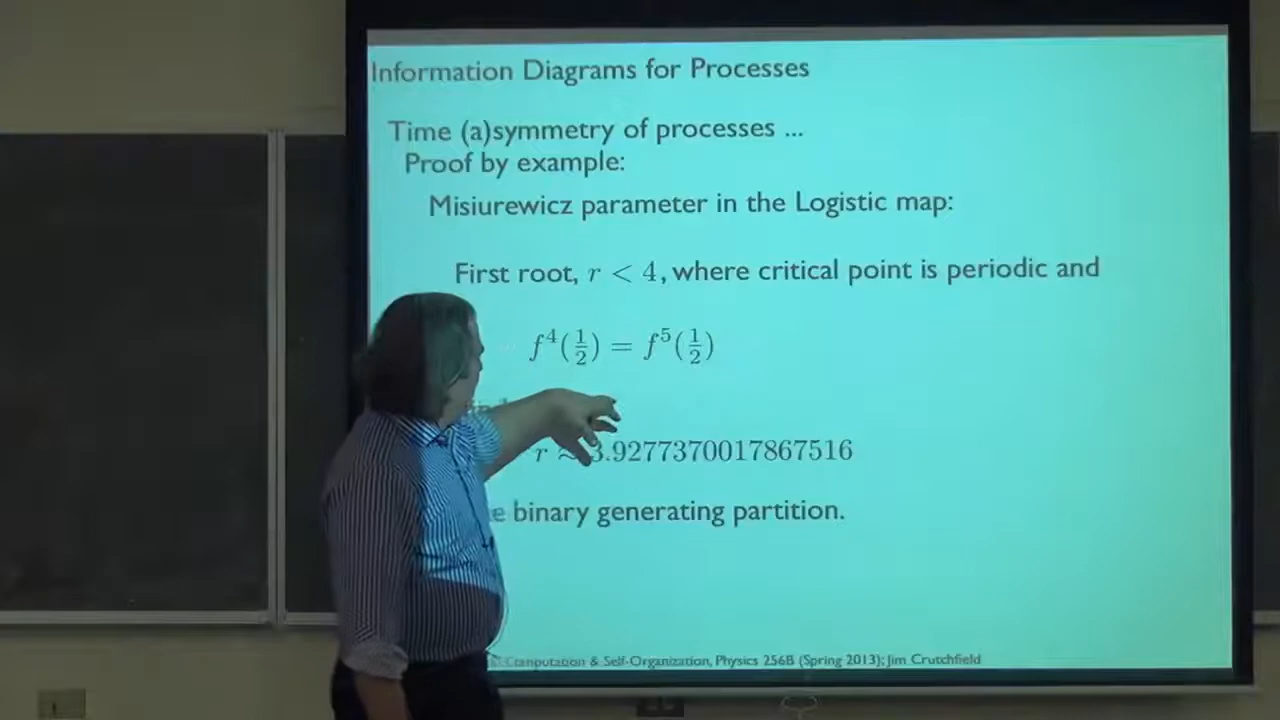 Information Diagrams for Processes
Time (a)symmetry of processes ...
Proof by example:
Misiurewicz parameter in the Logistic map:
First root, r < 4, where critical point is periodic and
f⁴(½) = f⁵(½)
r ≈ 3.9277370017867516
binary generating partition.
Computation & Self-Organization, Physics 256B (Spring 2013); Jim Crutchfield